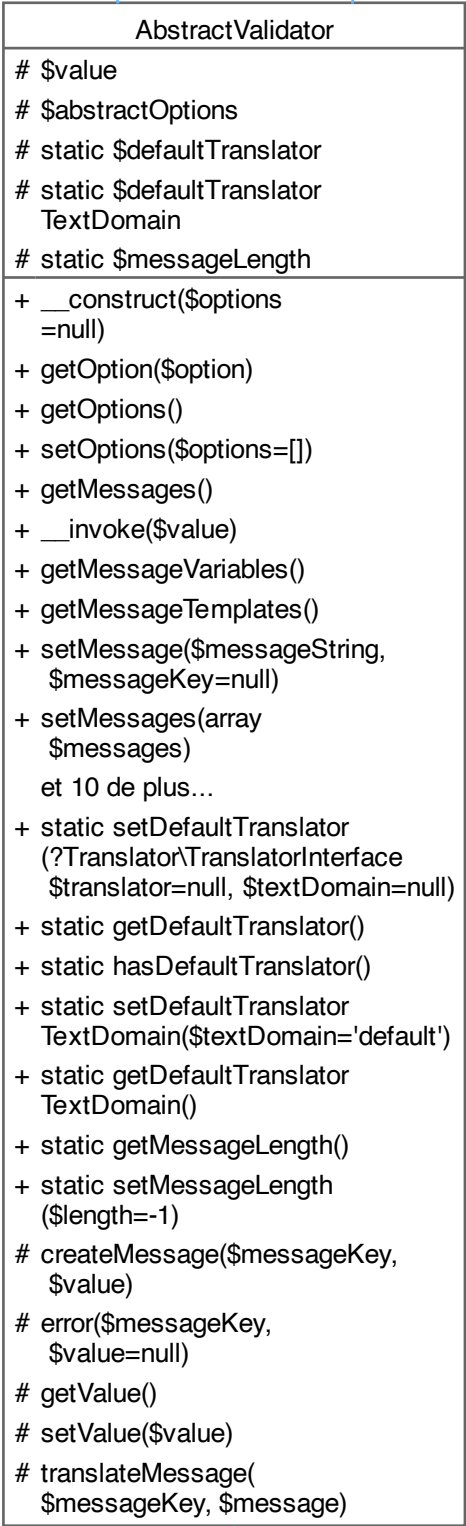 AbstractValidator
# $value
# $abstractOptions
# static $defaultTranslator
# static $defaultTranslator
TextDomain
# static $messageLength
+ __construct($options
=null)
+ getOption($option)
+ getOptions()
+ setOptions($options=[])
+ getMessages()
+ __invoke($value)
+ getMessageVariables()
+ getMessageTemplates()
+ setMessage($messageString,
$messageKey=null)
+ setMessages(array
$messages)
et 10 de plus...
+ static setDefaultTranslator
(?Translator\TranslatorInterface
$translator=null, $textDomain=null)
+ static getDefaultTranslator()
+ static hasDefaultTranslator()
+ static setDefaultTranslator
TextDomain($textDomain='default')
+ static getDefaultTranslator
TextDomain()
+ static getMessageLength()
+ static setMessageLength
($length=-1)
# createMessage($messageKey,
$value)
# error($messageKey,
$value=null)
# getValue()
# setValue($value)
# translateMessage(
$messageKey, $message)